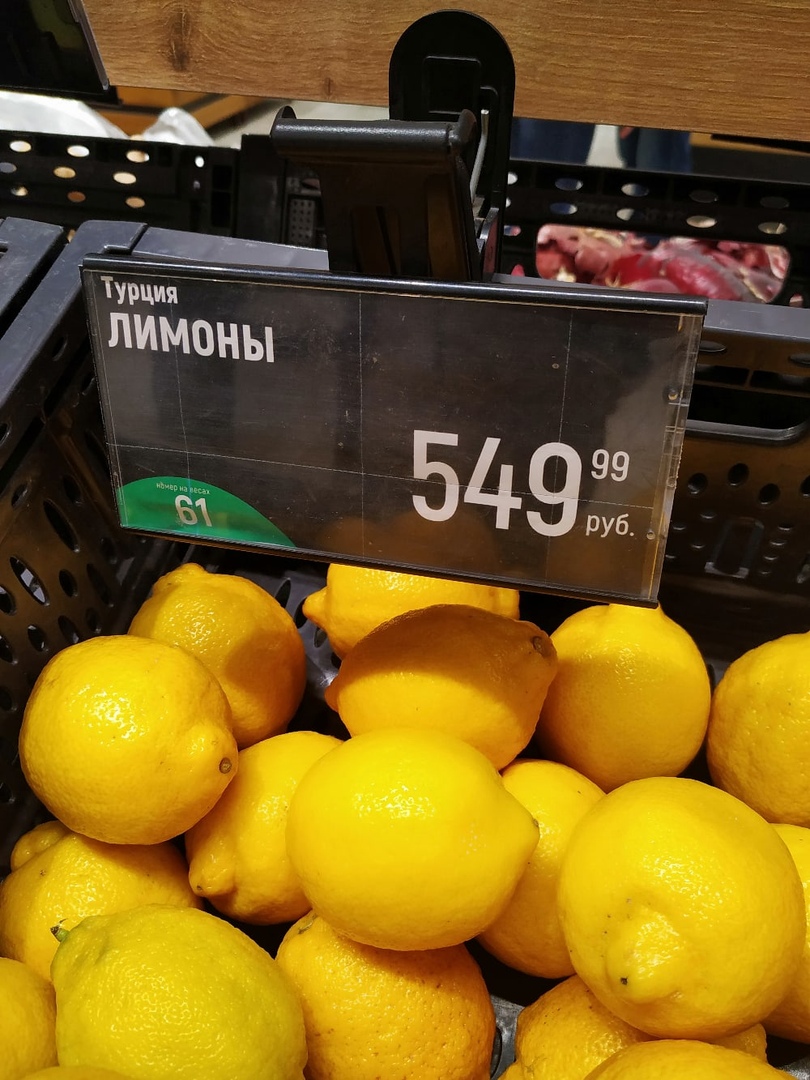 Турция
ЛИМОНЫ
549 99
руб.
номер на весах
61